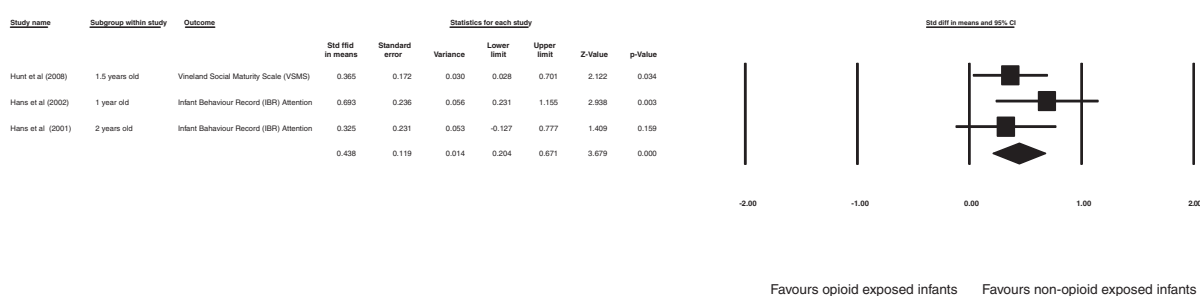 Study name Subgroup within study Outcome Statistics for each study Std diff in means and 95% CI
Std ffid in means Standard error Variance Lower limit Upper limit Z-Value p-Value
Hunt et al (2008) 1.5 years old Vineland Social Maturity Scale (VSMS) 0.365 0.172 0.030 0.028 0.701 2.122 0.034
Hans et al (2002) 1 year old Infant Behaviour Record (IBR) Attention 0.693 0.236 0.056 0.231 1.155 2.938 0.003
Hans et al (2001) 2 years old Infant Bahaviour Record (IBR) Attention 0.325 0.231 0.053 -0.127 0.777 1.409 0.159
0.438 0.119 0.014 0.204 0.671 3.679 0.000
-2.00 -1.00 0.00 1.00 2.00
Favours opioid exposed infants Favours non-opioid exposed infants